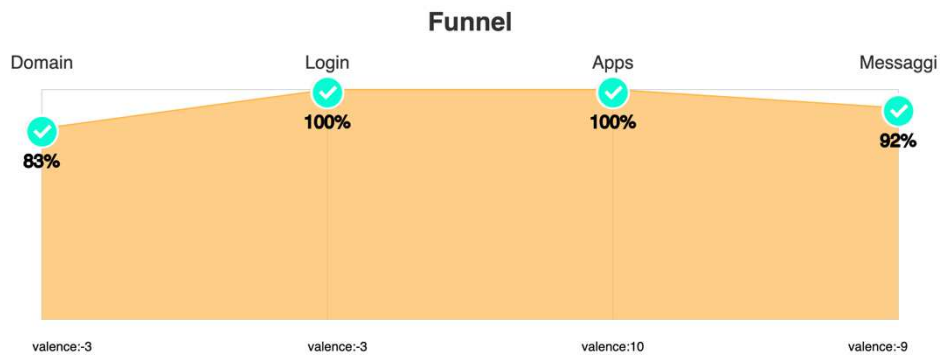 Funnel
Domain Login Apps Messaggi
83% 100% 100% 92%
valence:-3 valence:-3 valence:10 valence:-9